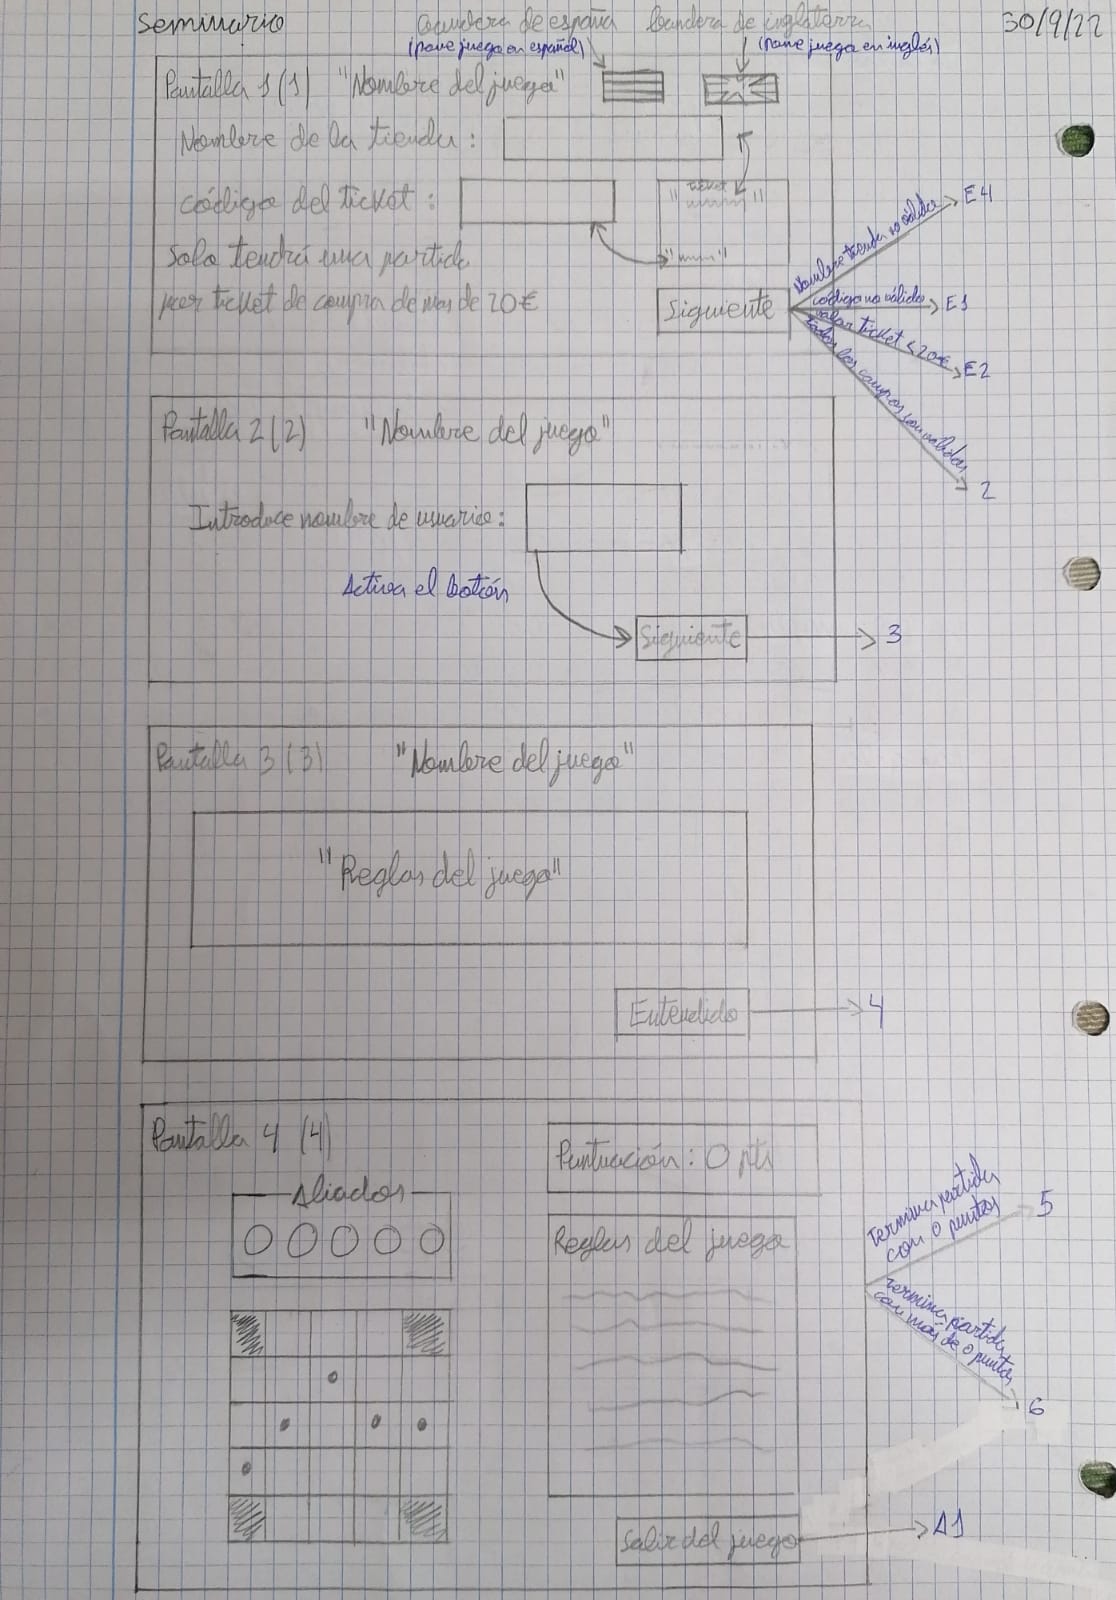 Seminario
bandera de españa
bandera de inglaterra
30/9/22
(pone juego en español)
(pone juego en inglés)
Pantalla 1 (1)
"Nombre del juego"
Nombre de la tienda:
código del ticket:
"ticket"
Solo tendrá una partida
por ticket de compra de más de 20€
Siguiente
Nombre tienda no válido
E4
código no válido
E1
valor ticket < 20€
E2
todos los campos son válidos
2
Pantalla 2 (2)
"Nombre del juego"
Introduce nombre de usuario:
Activa el botón
Siguiente
3
Pantalla 3 (3)
"Nombre del juego"
"Reglas del juego"
Entendido
4
Pantalla 4 (4)
Puntuación: 0 pts
Aliados
Reglas del juego
Termina partida
con 0 puntos
5
termina partida
con más de 0 puntos
6
Salir del juego
A1